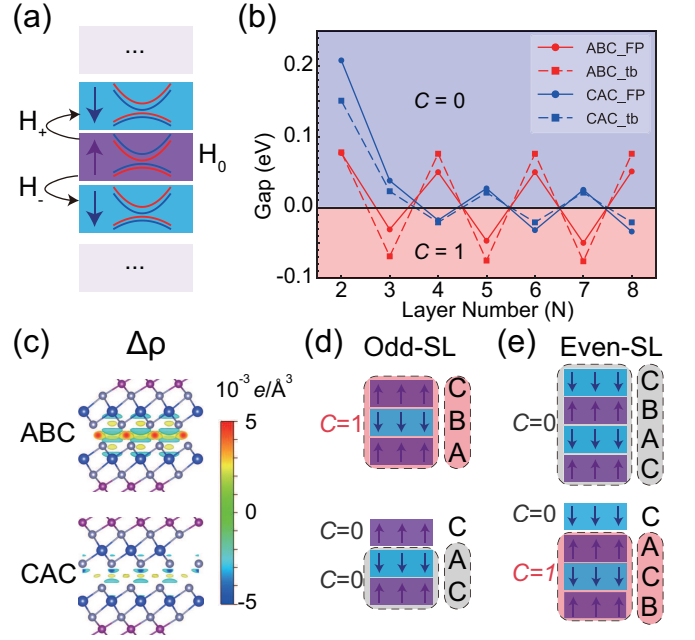 (a)
...
H+
H0
H-
...
(b)
Gap (eV)
0.2
0.1
0.0
-0.1
ABC_FP
ABC_tb
CAC_FP
CAC_tb
C = 0
C = 1
2 3 4 5 6 7 8
Layer Number (N)
(c) Δρ
10⁻³ e/Å³
5
0
-5
ABC
CAC
(d) Odd-SL
C=1
C
B
A
C=0
C=0
C
A
C
(e) Even-SL
C=0
C
B
A
C
C=0
C=1
C
A
C
B